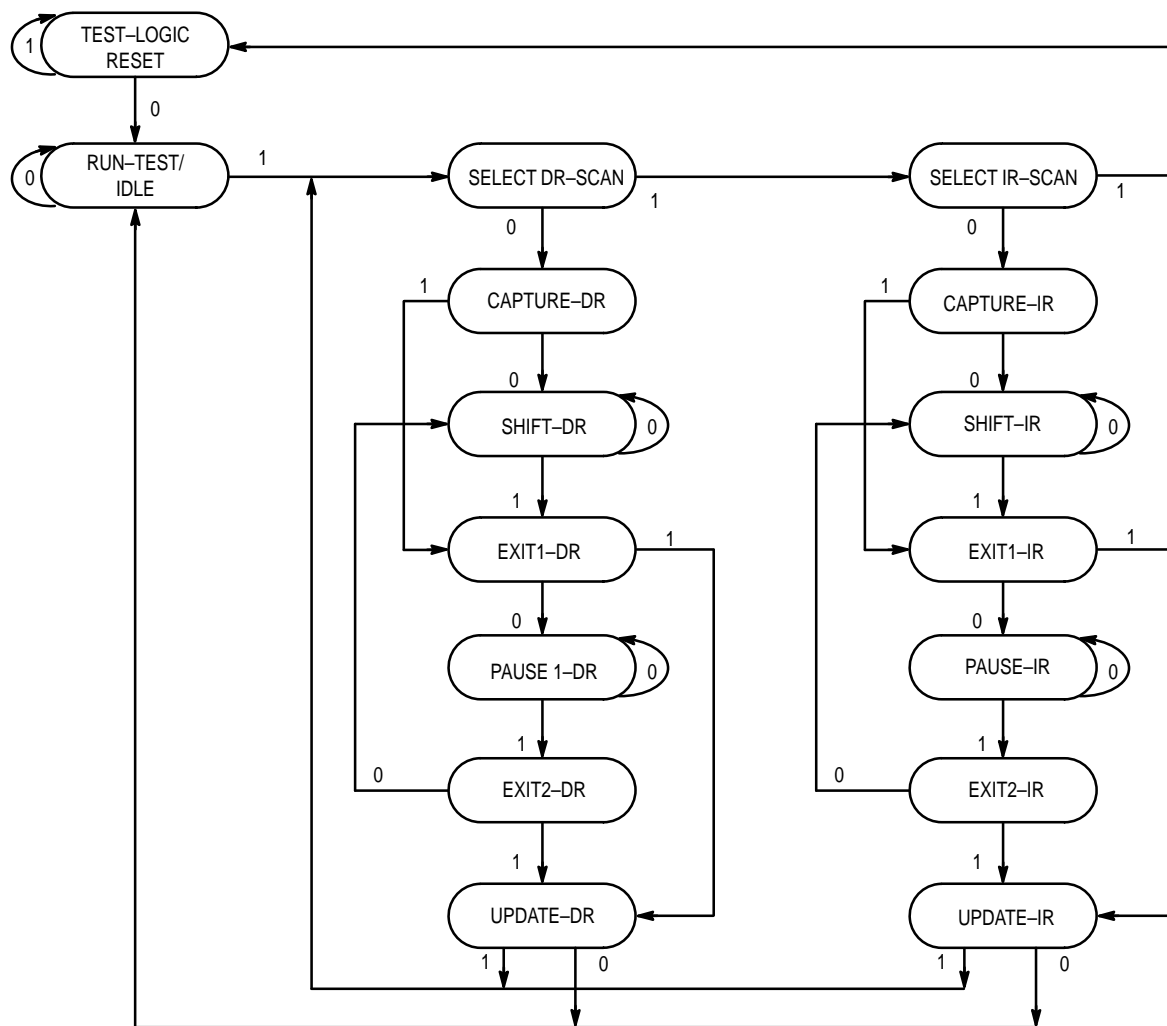 TEST–LOGIC
RESET
1
0
RUN–TEST/
IDLE
0
1
SELECT DR–SCAN
1
SELECT IR–SCAN
1
0
0
1
CAPTURE–DR
1
CAPTURE–IR
0
0
SHIFT–DR
0
SHIFT–IR
0
1
1
EXIT1–DR
1
EXIT1–IR
1
0
0
PAUSE 1–DR
0
PAUSE–IR
0
1
1
0
EXIT2–DR
0
EXIT2–IR
1
1
UPDATE–DR
UPDATE–IR
1
0
1
0